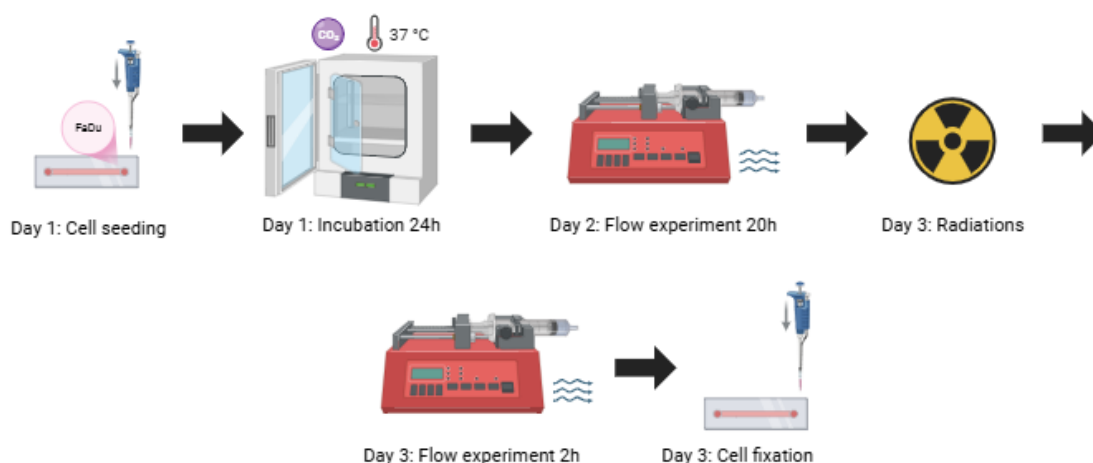 CO₂
37 °C
FaDu
Day 1: Cell seeding
Day 1: Incubation 24h
Day 2: Flow experiment 20h
Day 3: Radiations
Day 3: Flow experiment 2h
Day 3: Cell fixation